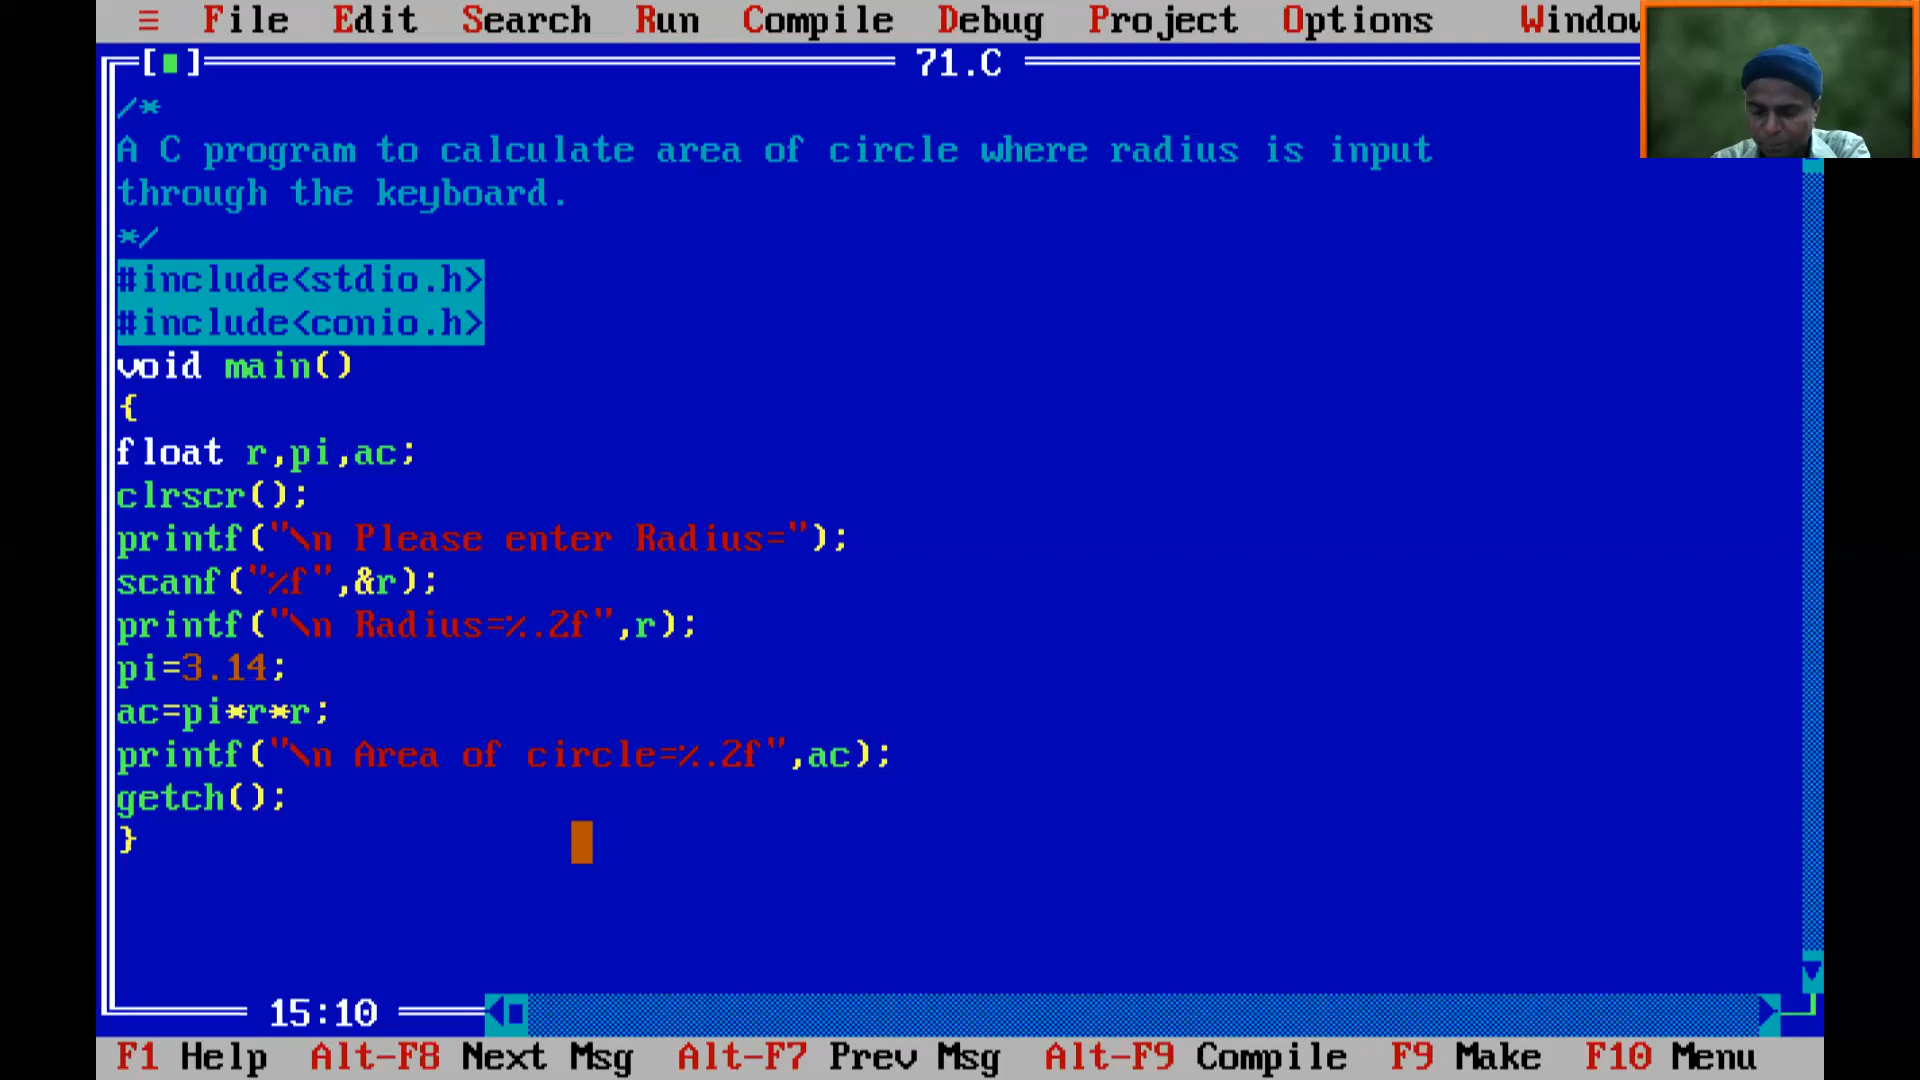 ≡ File Edit Search Run Compile Debug Project Options Window
[■] 71.C
/*
A C program to calculate area of circle where radius is input
through the keyboard.
*/
#include<stdio.h>
#include<conio.h>
void main()
{
float r,pi,ac;
clrscr();
printf("\n Please enter Radius=");
scanf("%f",&r);
printf("\n Radius=%.2f",r);
pi=3.14;
ac=pi*r*r;
printf("\n Area of circle=%.2f",ac);
getch();
}
15:10
F1 Help Alt-F8 Next Msg Alt-F7 Prev Msg Alt-F9 Compile F9 Make F10 Menu